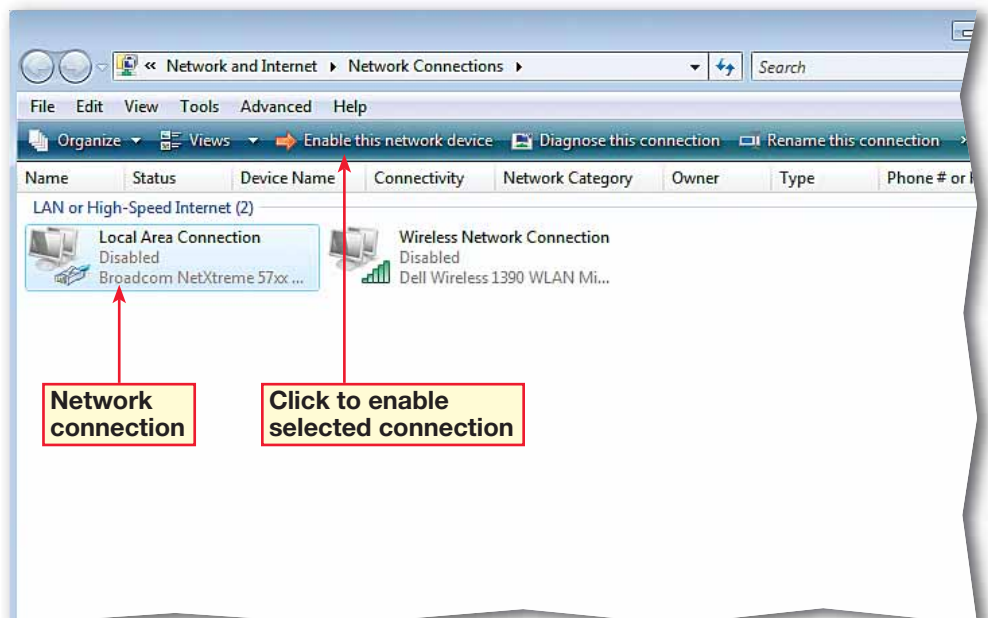 « Network and Internet ▸ Network Connections ▸ Search
File Edit View Tools Advanced Help
Organize Views Enable this network device Diagnose this connection Rename this connection
Name Status Device Name Connectivity Network Category Owner Type Phone # or
LAN or High-Speed Internet (2)
Local Area Connection
Disabled
Broadcom NetXtreme 57xx ...
Wireless Network Connection
Disabled
Dell Wireless 1390 WLAN Mi...
Network
connection
Click to enable
selected connection